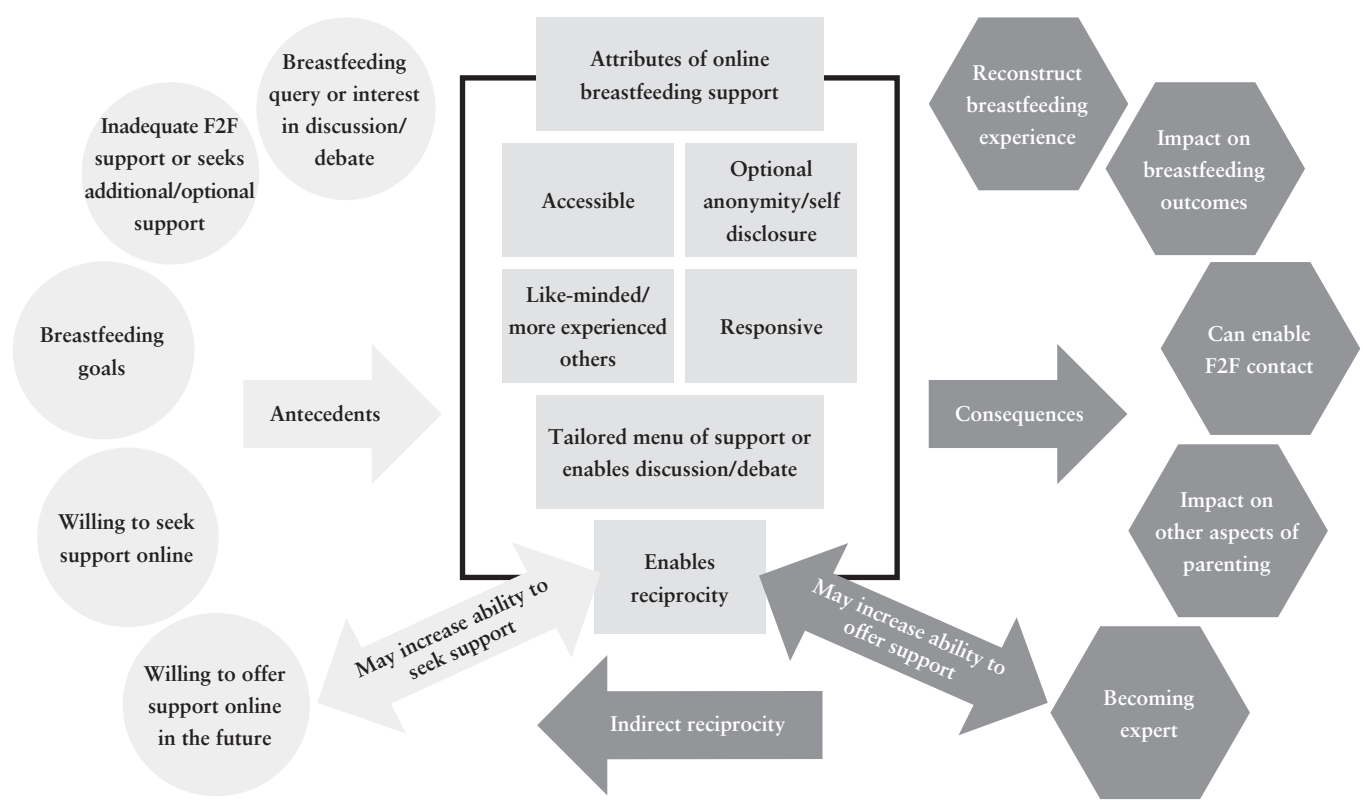 Breastfeeding
query or interest
in discussion/
debate
Inadequate F2F
support or seeks
additional/optional
support
Breastfeeding
goals
Willing to seek
support online
Willing to offer
support online
in the future
Antecedents
Attributes of online
breastfeeding support
Accessible
Optional
anonymity/self
disclosure
Like-minded/
more experienced
others
Responsive
Tailored menu of support or
enables discussion/debate
Enables
reciprocity
May increase ability to
seek support
May increase ability to
offer support
Indirect reciprocity
Consequences
Reconstruct
breastfeeding
experience
Impact on
breastfeeding
outcomes
Can enable
F2F contact
Impact on
other aspects of
parenting
Becoming
expert